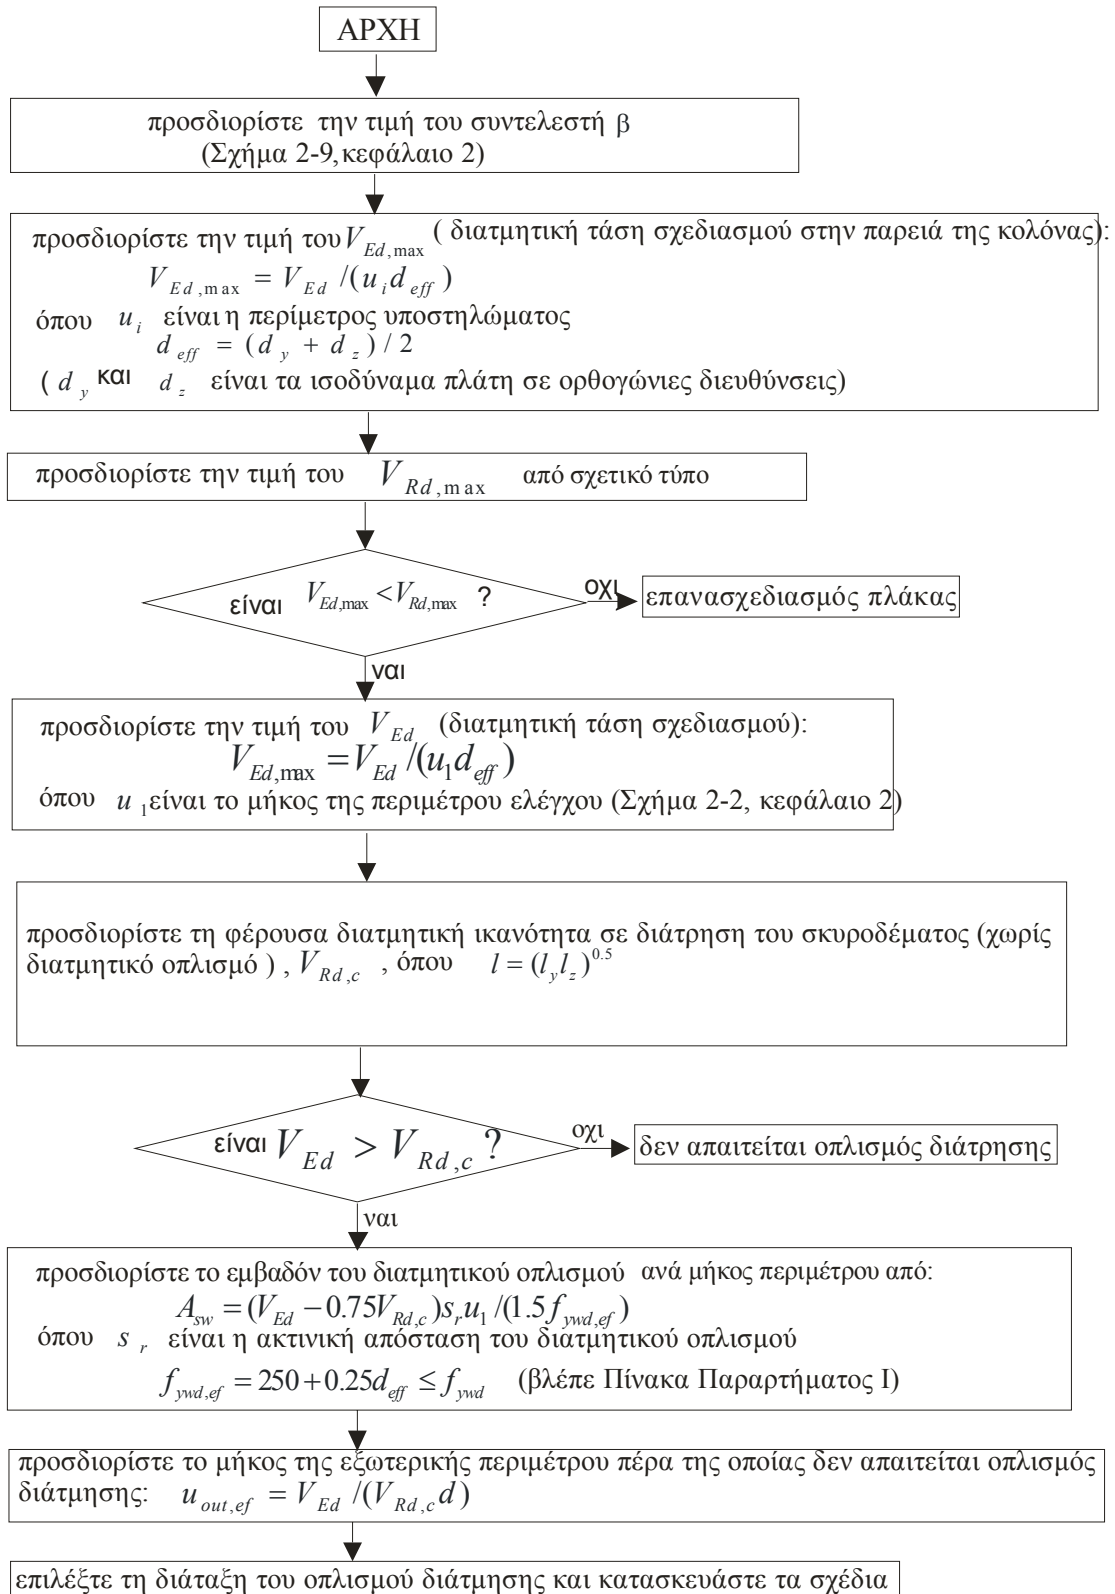 ΑΡΧΗ
προσδιορίστε την τιμή του συντελεστή β
(Σχήμα 2-9,κεφάλαιο 2)
προσδιορίστε την τιμή του V_{Ed,max} ( διατμητική τάση σχεδιασμού στην παρειά της κολόνας):
V_{Ed,max} = V_{Ed} /(u_i d_{eff})
όπου u_i είναι η περίμετρος υποστηλώματος
d_{eff} = (d_y + d_z) / 2
( d_y και d_z είναι τα ισοδύναμα πλάτη σε ορθογώνιες διευθύνσεις)
προσδιορίστε την τιμή του V_{Rd,max} από σχετικό τύπο
είναι V_{Ed,max} < V_{Rd,max} ?
οχι
επανασχεδιασμός πλάκας
ναι
προσδιορίστε την τιμή του V_{Ed} (διατμητική τάση σχεδιασμού):
V_{Ed,max} = V_{Ed} /(u_1 d_{eff})
όπου u_1 είναι το μήκος της περιμέτρου ελέγχου (Σχήμα 2-2, κεφάλαιο 2)
προσδιορίστε τη φέρουσα διατμητική ικανότητα σε διάτρηση του σκυροδέματος (χωρίς
διατμητικό οπλισμό ) , V_{Rd,c} , όπου l = (l_y l_z)^{0.5}
είναι V_{Ed} > V_{Rd,c} ?
οχι
δεν απαιτείται οπλισμός διάτρησης
ναι
προσδιορίστε το εμβαδόν του διατμητικού οπλισμού ανά μήκος περιμέτρου από:
A_{sw} = (V_{Ed} − 0.75V_{Rd,c})s_r u_1 /(1.5f_{ywd,ef})
όπου s_r είναι η ακτινική απόσταση του διατμητικού οπλισμού
f_{ywd,ef} = 250+0.25d_{eff} ≤ f_{ywd} (βλέπε Πίνακα Παραρτήματος Ι)
προσδιορίστε το μήκος της εξωτερικής περιμέτρου πέρα της οποίας δεν απαιτείται οπλισμός
διάτμησης: u_{out,ef} = V_{Ed} /(V_{Rd,c} d)
επιλέξτε τη διάταξη του οπλισμού διάτμησης και κατασκευάστε τα σχέδια